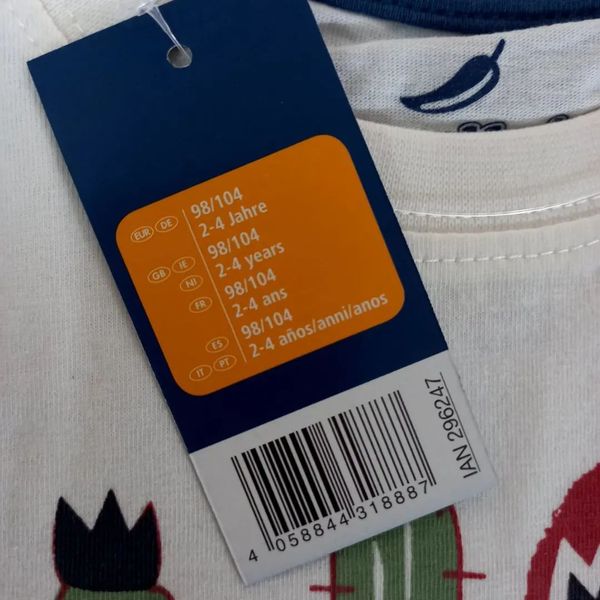 EUR DE 98/104
2-4 Jahre
GB IE 98/104
NI 2-4 years
FR 98/104
2-4 ans
ES 98/104
IT PT 2-4 años/anni/anos
IAN 296247
4 058844 318887